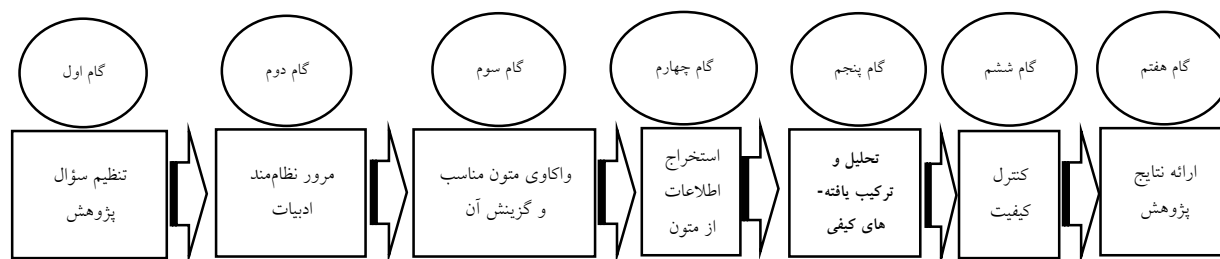 گام اول
گام دوم
گام سوم
گام چهارم
گام پنجم
گام ششم
گام هفتم
تنظیم سؤال
پژوهش
مرور نظام‌مند
ادبیات
واکاوی متون مناسب
و گزینش آن
استخراج
اطلاعات
از متون
تحلیل و
ترکیب یافته-
های کیفی
کنترل
کیفیت
ارائه نتایج
پژوهش